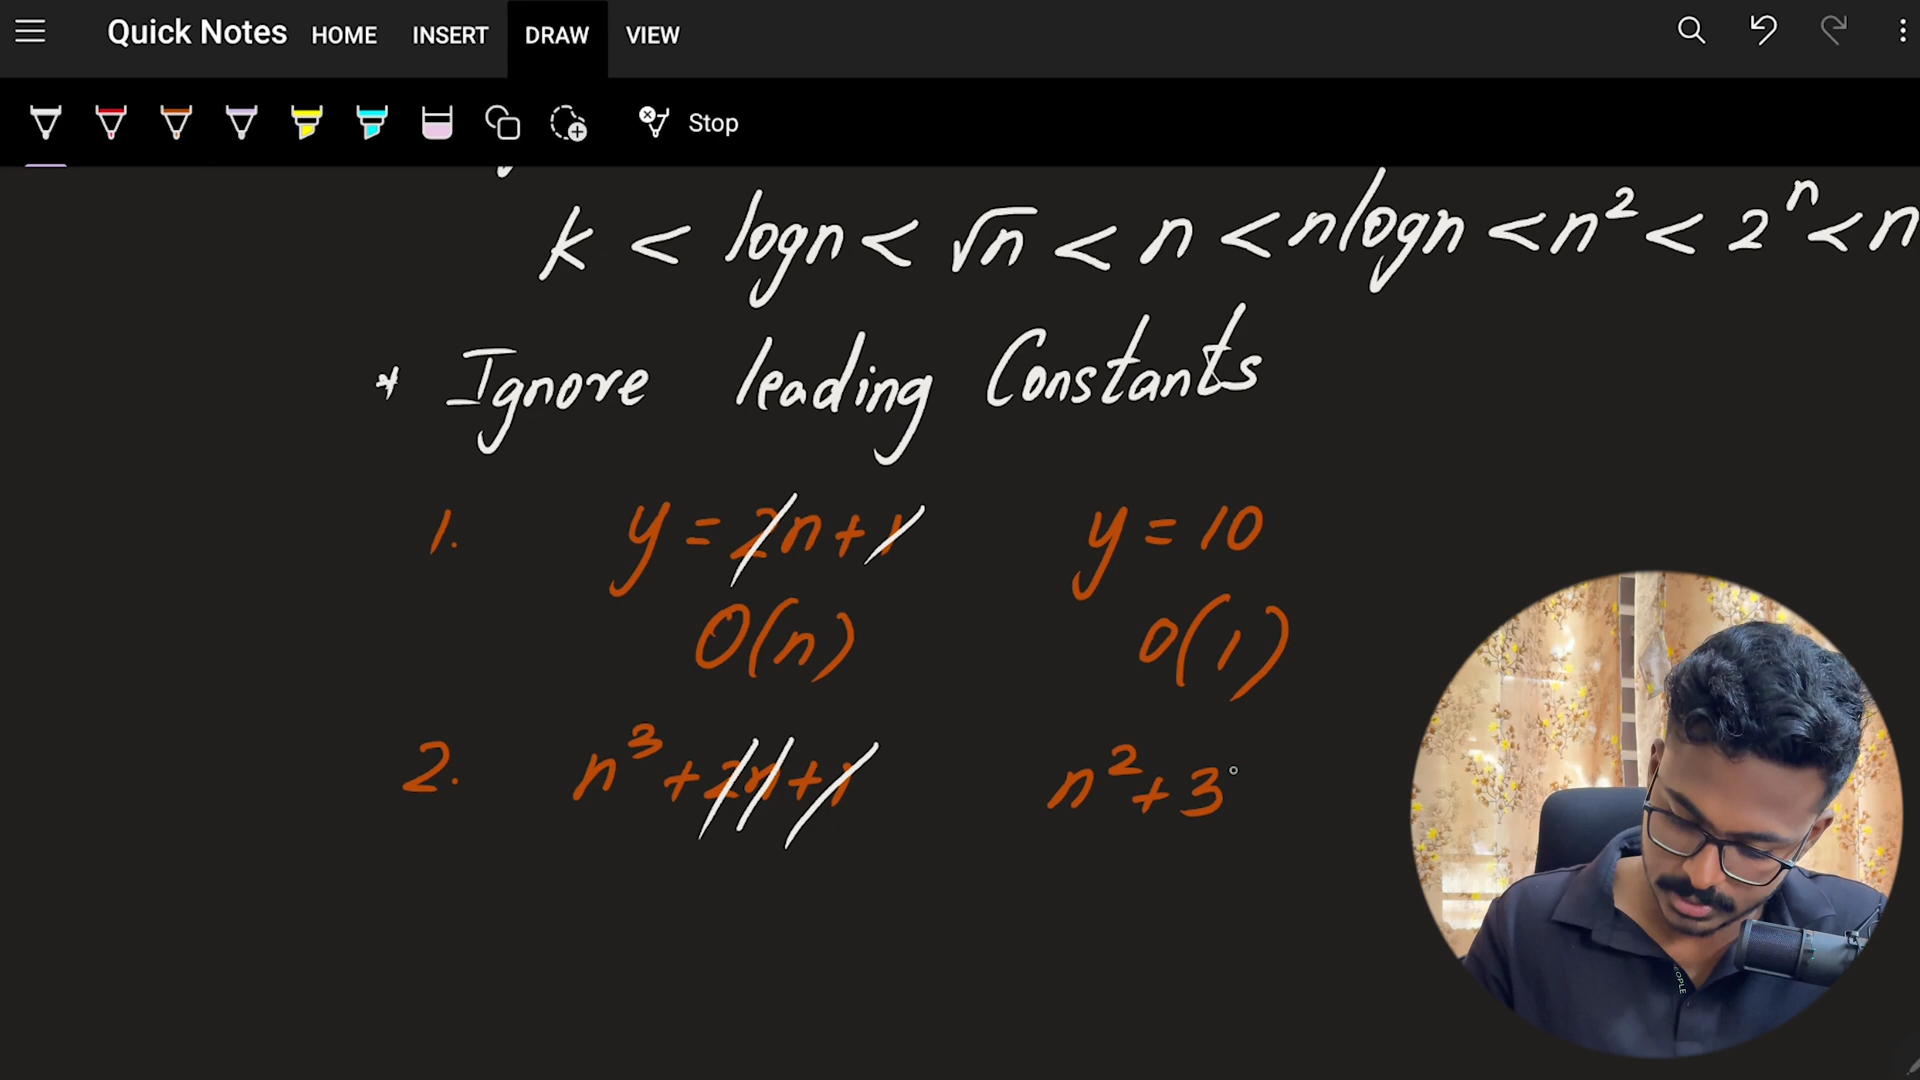 Quick Notes HOME INSERT DRAW VIEW
Stop
k < logn < √n < n < nlogn < n² < 2ⁿ < n
* Ignore leading Constants
1. y = 2n + 1 y = 10
O(n) O(1)
2. n³ + 2n + 1 n² + 3